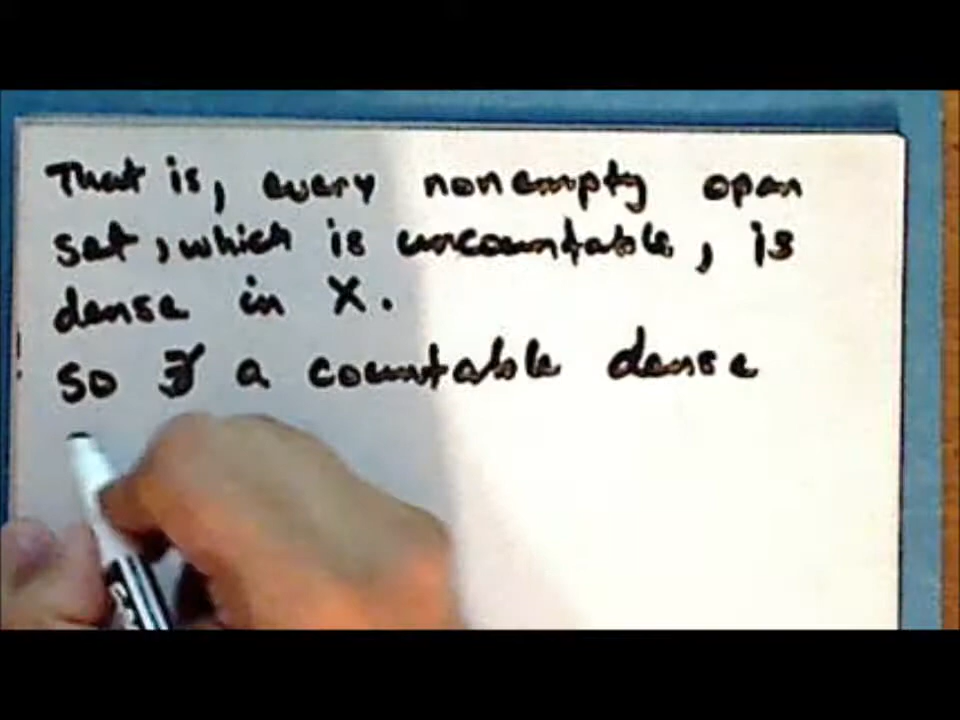 That is, every nonempty open
set, which is uncountable, is
dense in X.
So ∄ a countable dense